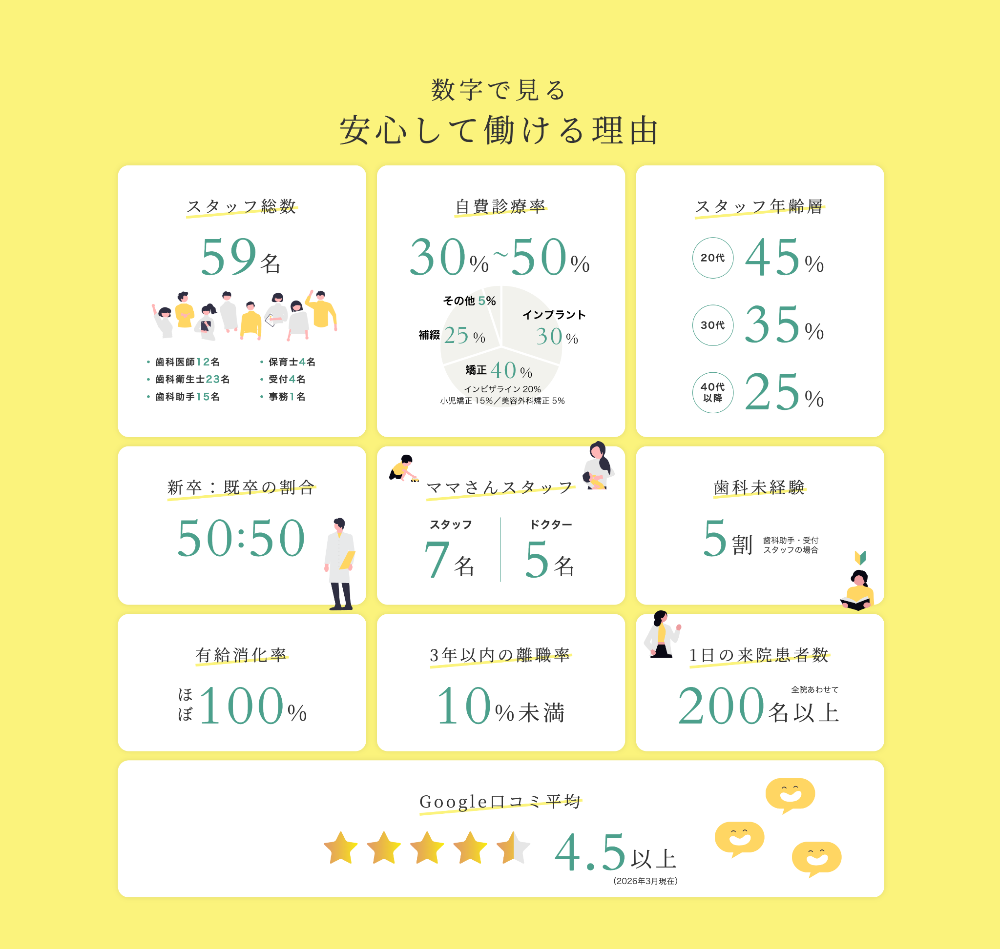 数字で見る
安心して働ける理由
スタッフ総数
59名
・歯科医師12名
・歯科衛生士23名
・歯科助手15名
・保育士4名
・受付4名
・事務1名
自費診療率
30%~50%
その他 5%
インプラント
30%
補綴 25%
矯正 40%
インビザライン 20%
小児矯正 15%／美容外科矯正 5%
スタッフ年齢層
20代 45%
30代 35%
40代
以降
25%
新卒：既卒の割合
50:50
ママさんスタッフ
スタッフ
7名
ドクター
5名
歯科未経験
5割
歯科助手・受付
スタッフの場合
有給消化率
ほぼ100%
3年以内の離職率
10%未満
1日の来院患者数
全院あわせて
200名以上
Google口コミ平均
4.5以上
（2026年3月現在）